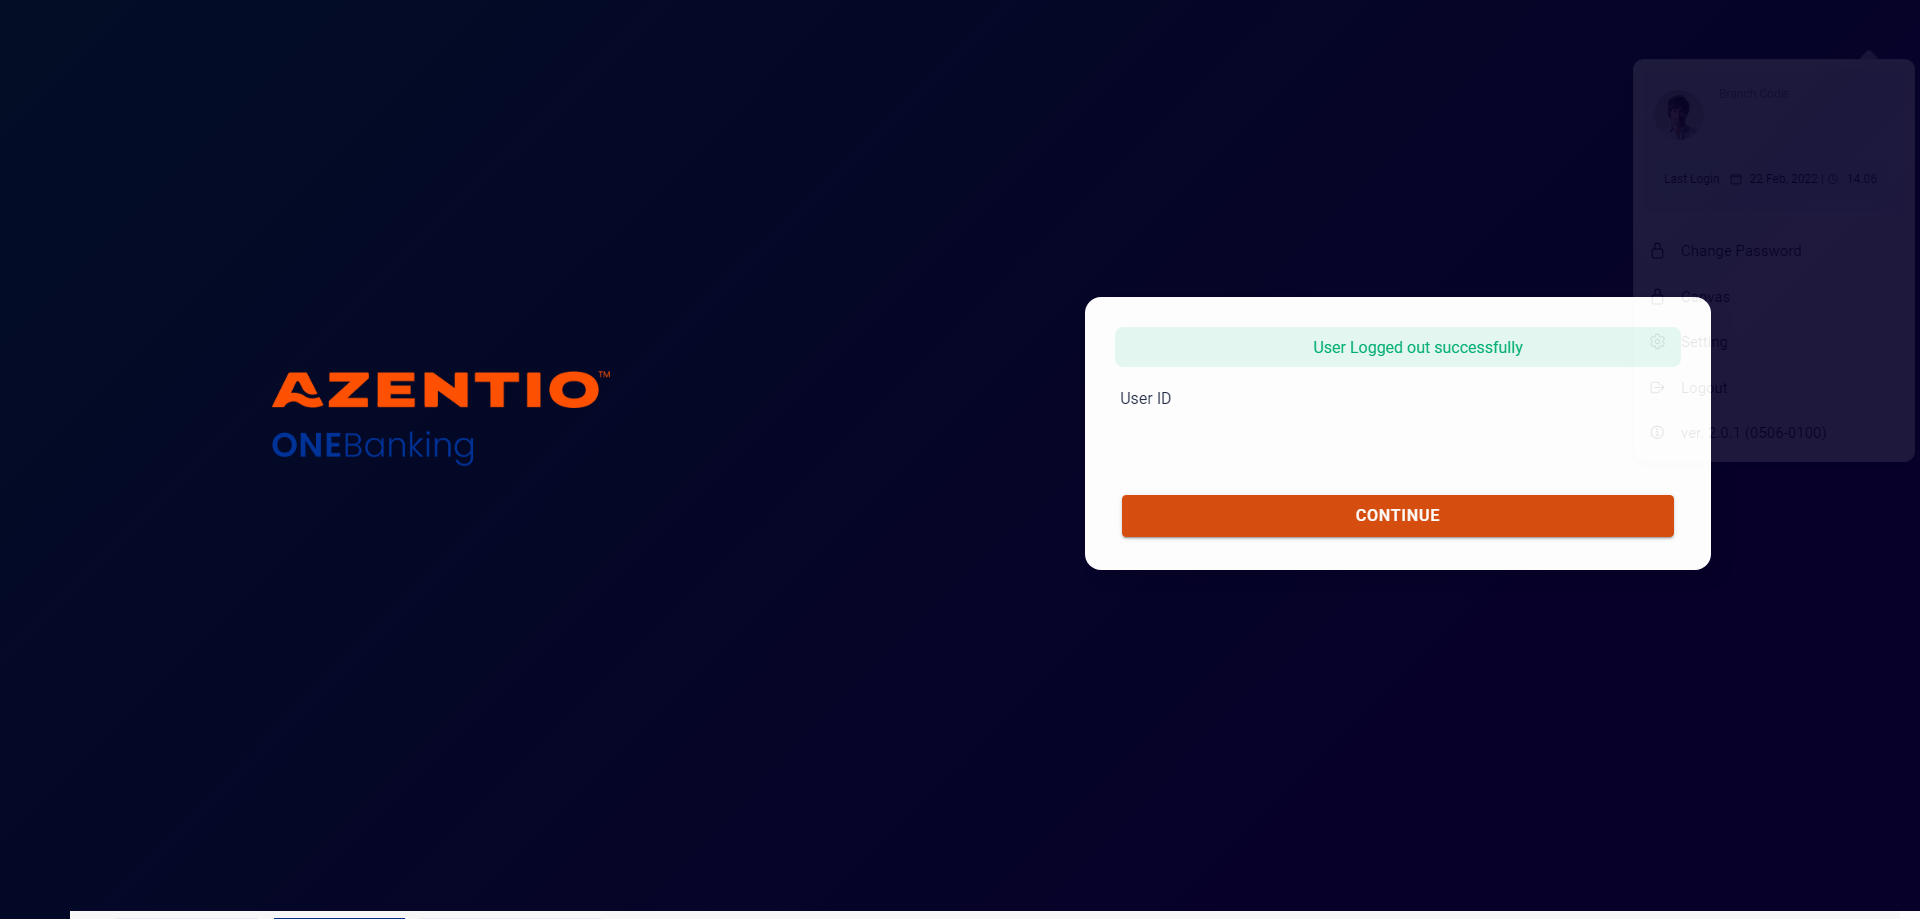 AZENTIO™
ONEBanking
Branch Code
Last Login 22 Feb, 2022 | 14.06
Change Password
Canvas
Setting
Logout
ver. 2.0.1 (0506-0100)
User Logged out successfully
User ID
CONTINUE